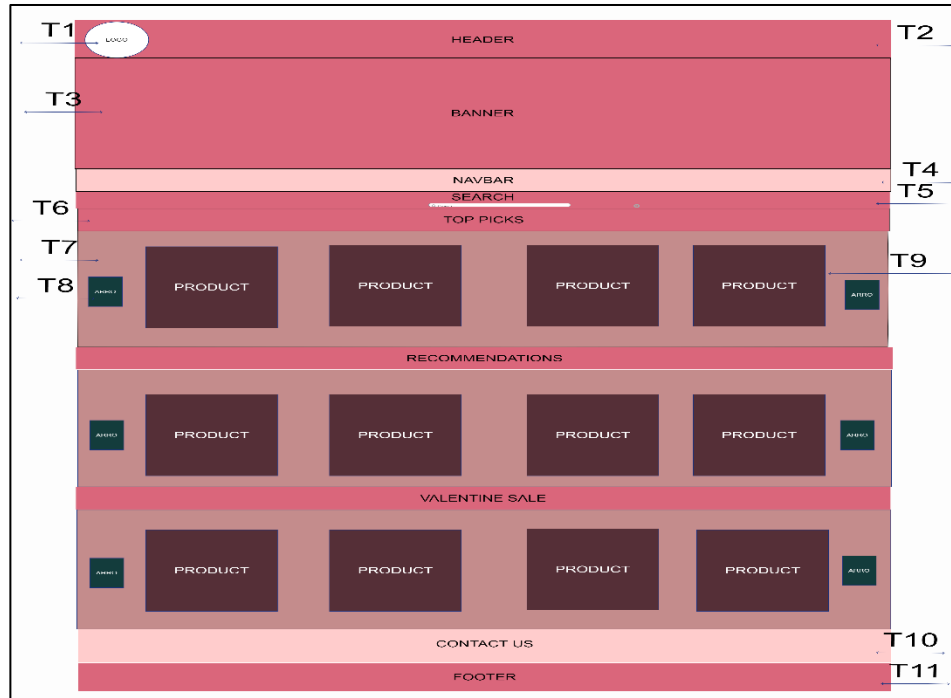 T1
LOGO
HEADER
T2
T3
BANNER
NAVBAR
T4
SEARCH
T5
T6
TOP PICKS
T7
T8
PRODUCT PRODUCT PRODUCT PRODUCT
T9
ARRO
RECOMMENDATIONS
ARRO PRODUCT PRODUCT PRODUCT PRODUCT ARRO
VALENTINE SALE
PRODUCT PRODUCT PRODUCT PRODUCT ARRO
CONTACT US
T10
FOOTER
T11